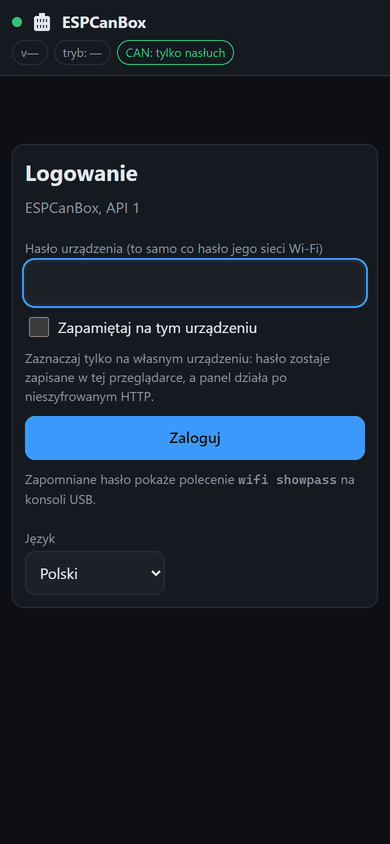 ESPCanBox
v—
tryb: —
CAN: tylko nasłuch
Logowanie
ESPCanBox, API 1
Hasło urządzenia (to samo co hasło jego sieci Wi-Fi)
Zapamiętaj na tym urządzeniu
Zaznaczaj tylko na własnym urządzeniu: hasło zostaje
zapisane w tej przeglądarce, a panel działa po
nieszyfrowanym HTTP.
Zaloguj
Zapomniane hasło pokaże polecenie wifi showpass na
konsoli USB.
Język
Polski